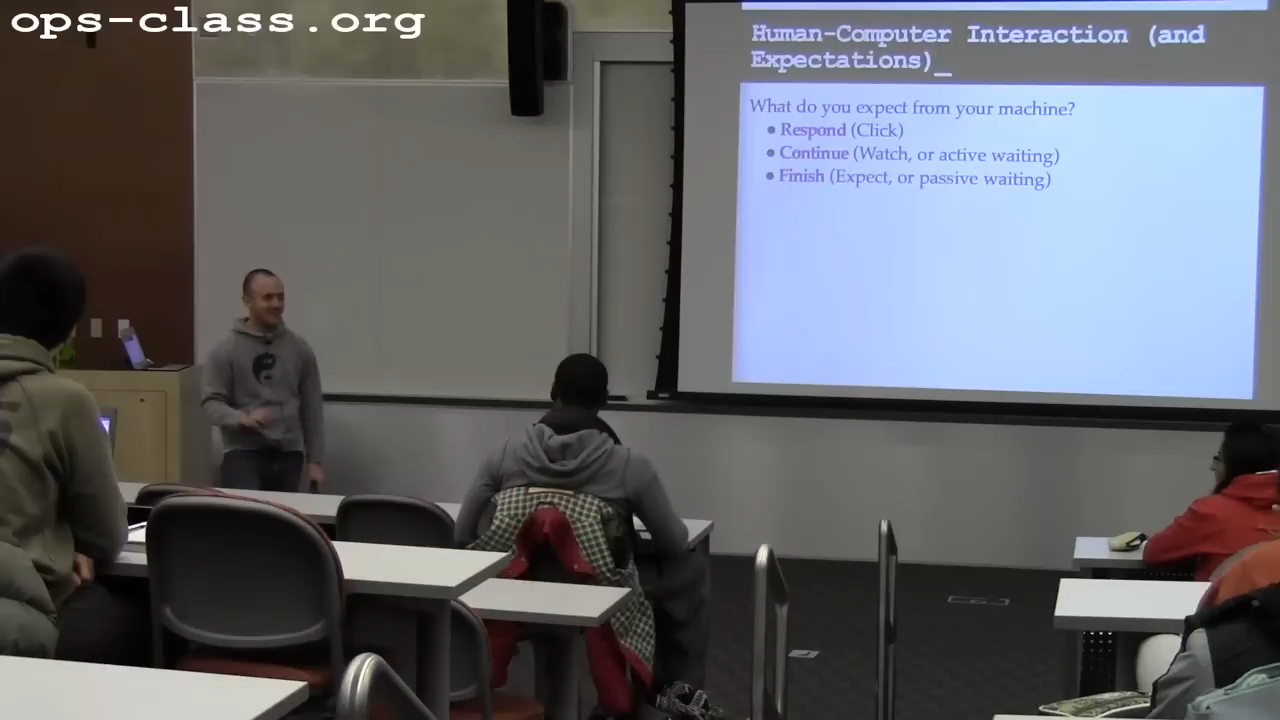 ops-class.org
Human-Computer Interaction (and
Expectations)_
What do you expect from your machine?
• Respond (Click)
• Continue (Watch, or active waiting)
• Finish (Expect, or passive waiting)